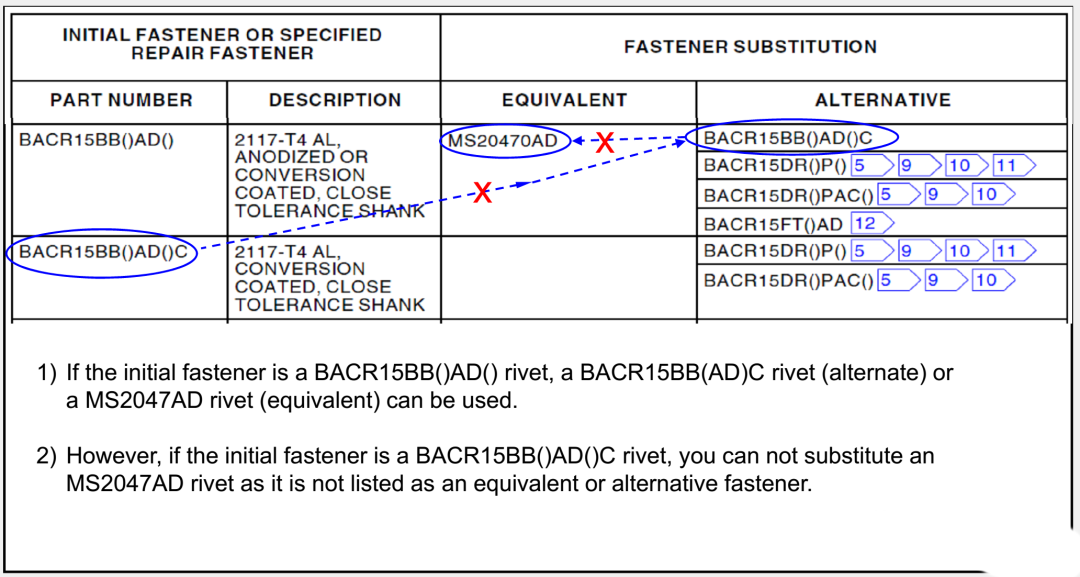 INITIAL FASTENER OR SPECIFIED
REPAIR FASTENER
FASTENER SUBSTITUTION
PART NUMBER DESCRIPTION EQUIVALENT ALTERNATIVE
BACR15BB()AD()
2117-T4 AL,
ANODIZED OR
CONVERSION
COATED, CLOSE
TOLERANCE SHANK
MS20470AD
X
X
BACR15BB()AD()C
BACR15DR()P() 5 9 10 11
BACR15DR()PAC() 5 9 10
BACR15FT()AD 12
BACR15BB()AD()C
2117-T4 AL,
CONVERSION
COATED, CLOSE
TOLERANCE SHANK
BACR15DR()P() 5 9 10 11
BACR15DR()PAC() 5 9 10
1) If the initial fastener is a BACR15BB()AD() rivet, a BACR15BB(AD)C rivet (alternate) or
a MS2047AD rivet (equivalent) can be used.
2) However, if the initial fastener is a BACR15BB()AD()C rivet, you can not substitute an
MS2047AD rivet as it is not listed as an equivalent or alternative fastener.